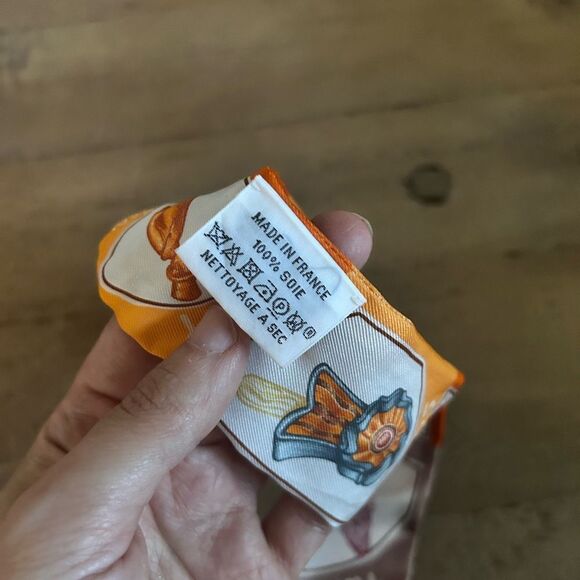 MADE IN FRANCE
100% SOIE
NETTOYAGE A SEC